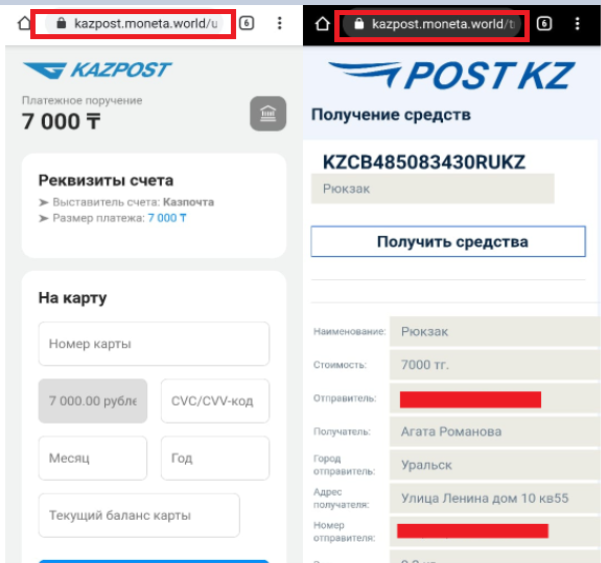 kazpost.moneta.world/u
6
KAZPOST
Платежное поручение
7 000 ₸
Реквизиты счета
➤ Выставитель счета: Казпочта
➤ Размер платежа: 7 000 ₸
На карту
Номер карты
7 000.00 рубле
CVC/CVV-код
Месяц
Год
Текущий баланс карты
kazpost.moneta.world/t
6
POST KZ
Получение средств
KZCB485083430RUKZ
Рюкзак
Получить средства
Наименование: Рюкзак
Стоимость: 7000 тг.
Отправитель:
Получатель: Агата Романова
Город
отправитель: Уральск
Адрес
получателя: Улица Ленина дом 10 кв55
Номер
отправителя: